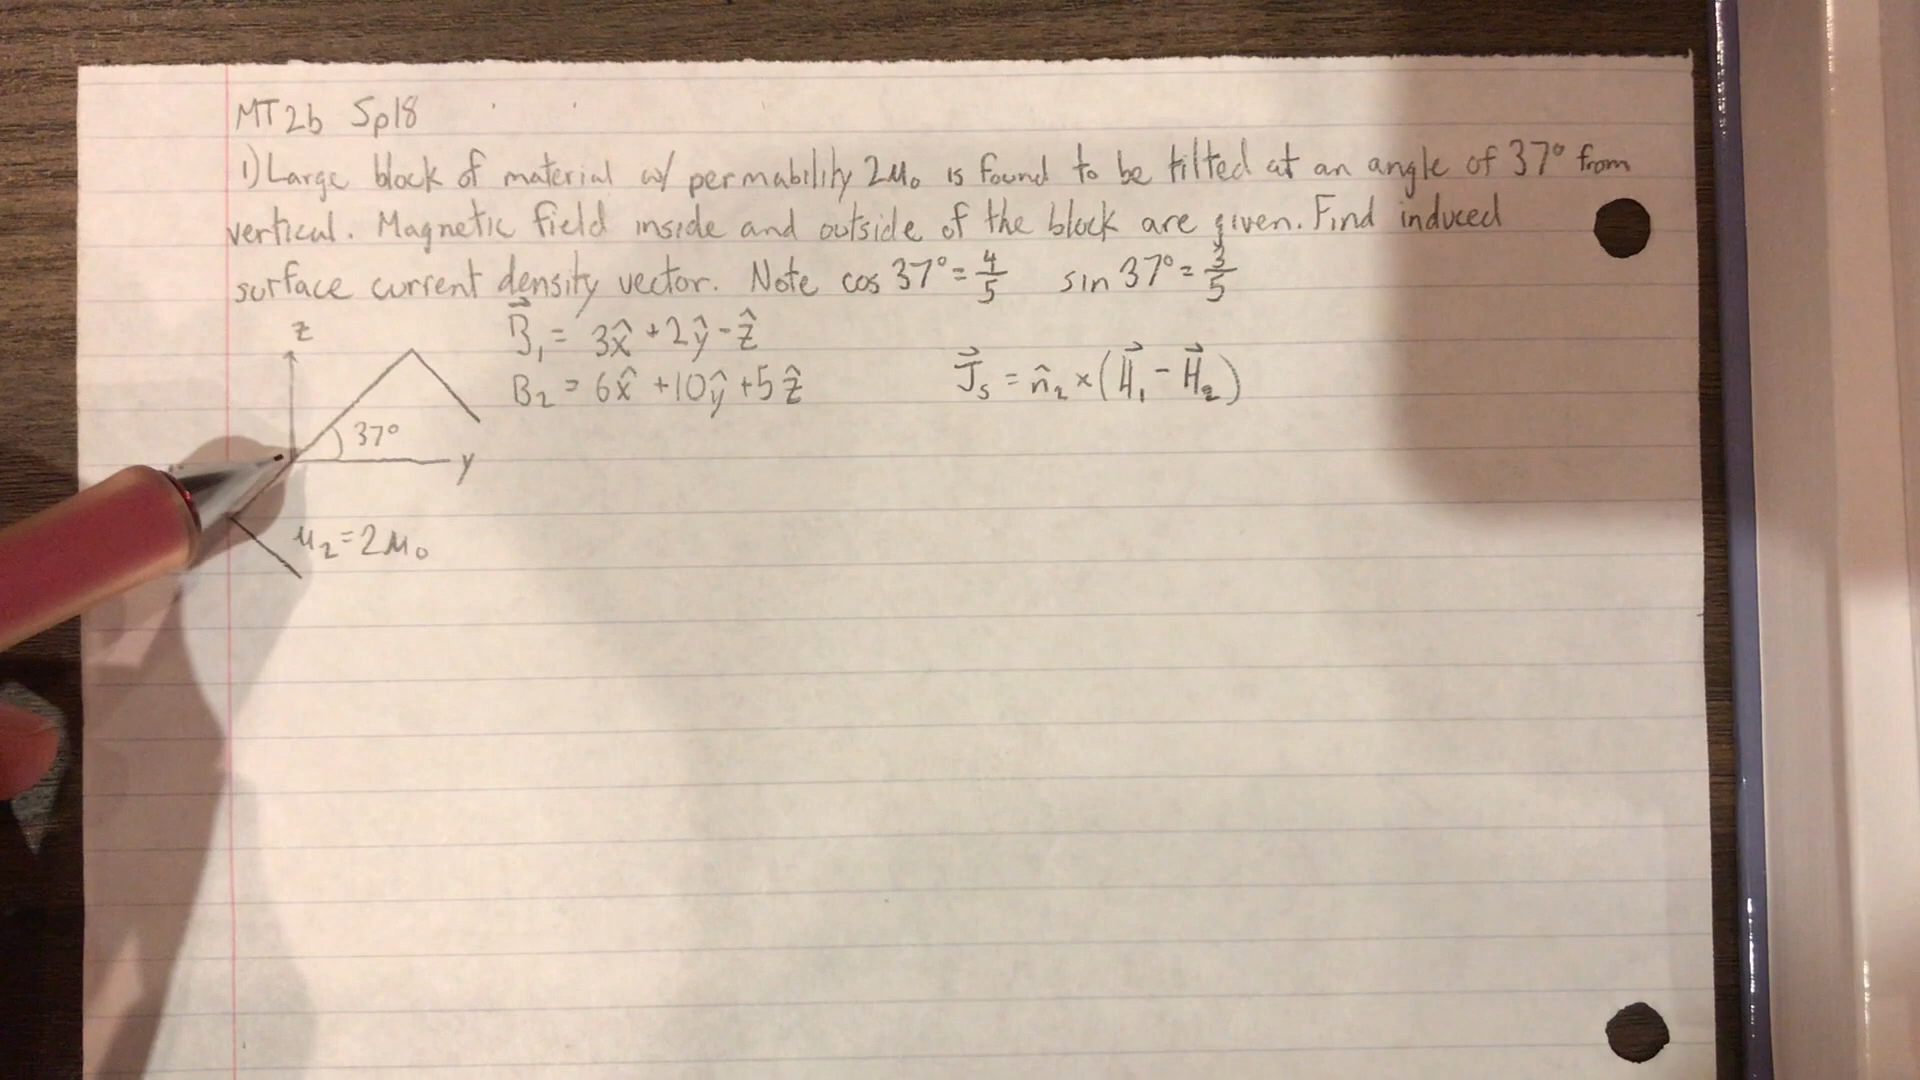 MT2b Sp18
1) Large block of material w/ permability 2μ₀ is found to be tilted at an angle of 37° from
vertical. Magnetic field inside and outside of the block are given. Find induced
surface current density vector. Note cos 37° = 4/5 sin 37° = 3/5
B⃗₁ = 3x̂ + 2ŷ - ẑ
B₂ = 6x̂ + 10ŷ + 5ẑ
J⃗s = n̂₂ × (H⃗₁ - H⃗₂)
z
37°
y
μ₂ = 2μ₀